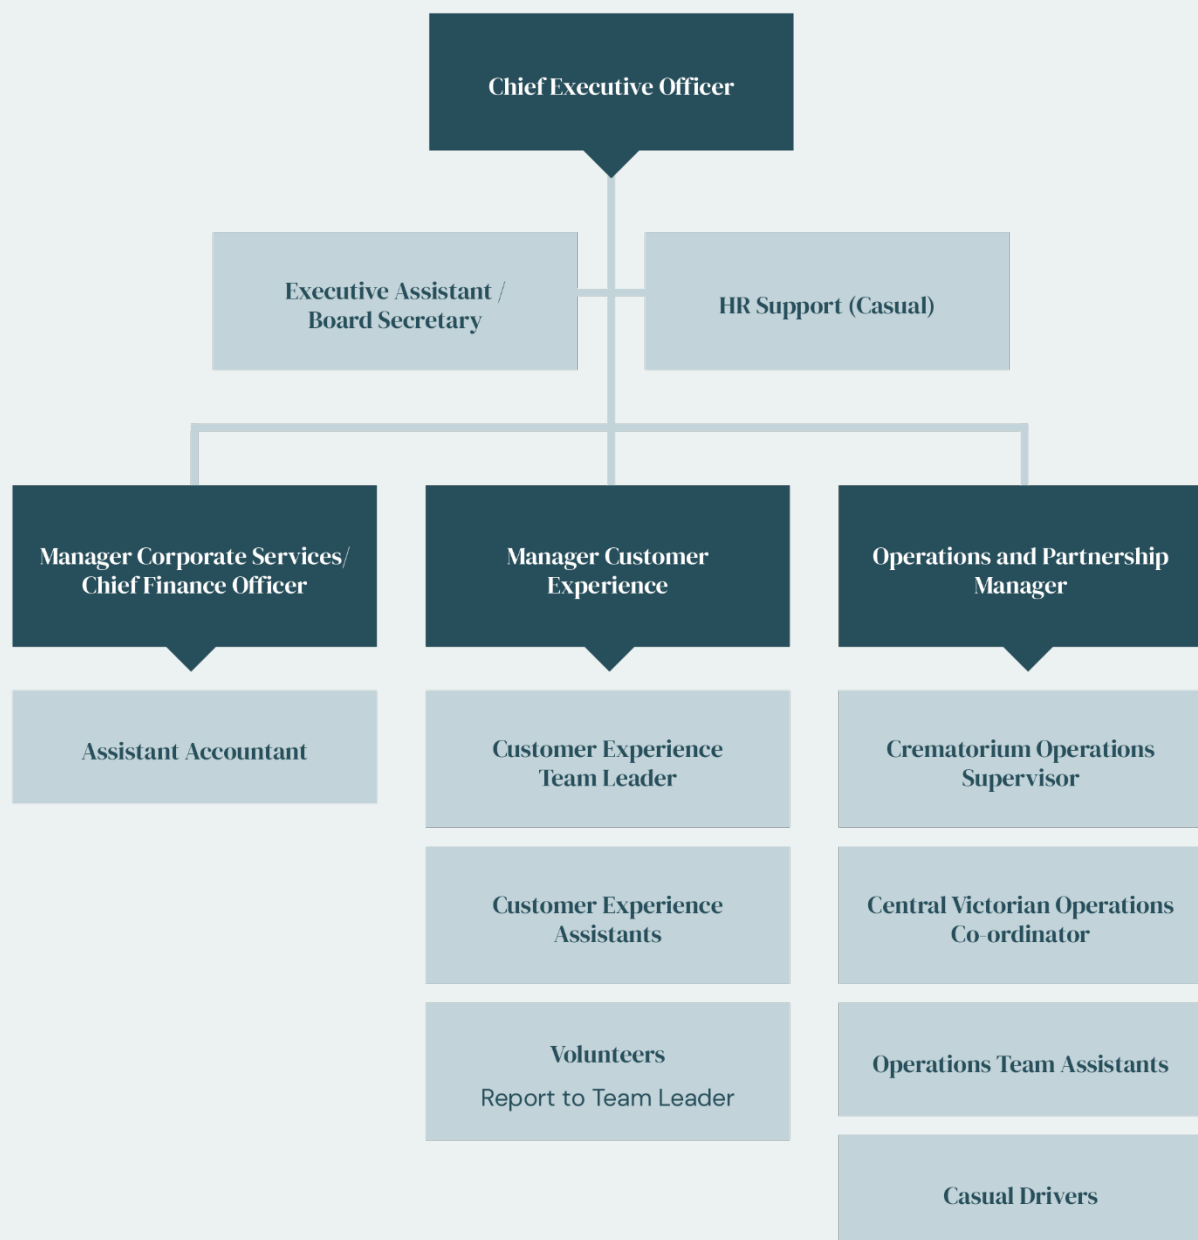 Chief Executive Officer
Executive Assistant /
Board Secretary
HR Support (Casual)
Manager Corporate Services/
Chief Finance Officer
Manager Customer
Experience
Operations and Partnership
Manager
Assistant Accountant
Customer Experience
Team Leader
Crematorium Operations
Supervisor
Customer Experience
Assistants
Central Victorian Operations
Co-ordinator
Volunteers
Report to Team Leader
Operations Team Assistants
Casual Drivers